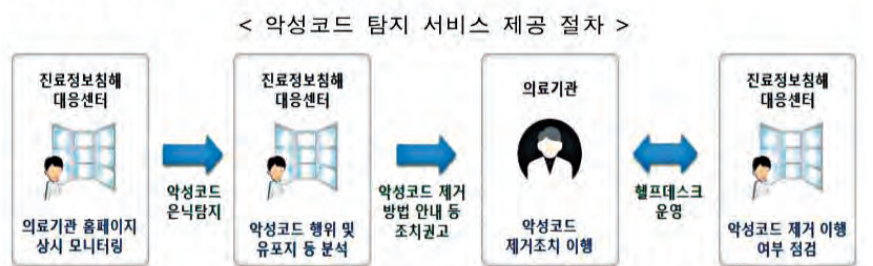 < 악성코드 탐지 서비스 제공 절차 >
진료정보침해
대응센터
의료기관 홈페이지
상시 모니터링
악성코드
은닉탐지
진료정보침해
대응센터
악성코드 행위 및
유포지 등 분석
악성코드 제거
방법 안내 등
조치권고
의료기관
악성코드
제거조치 이행
헬프데스크
운영
진료정보침해
대응센터
악성코드 제거 이행
여부 점검